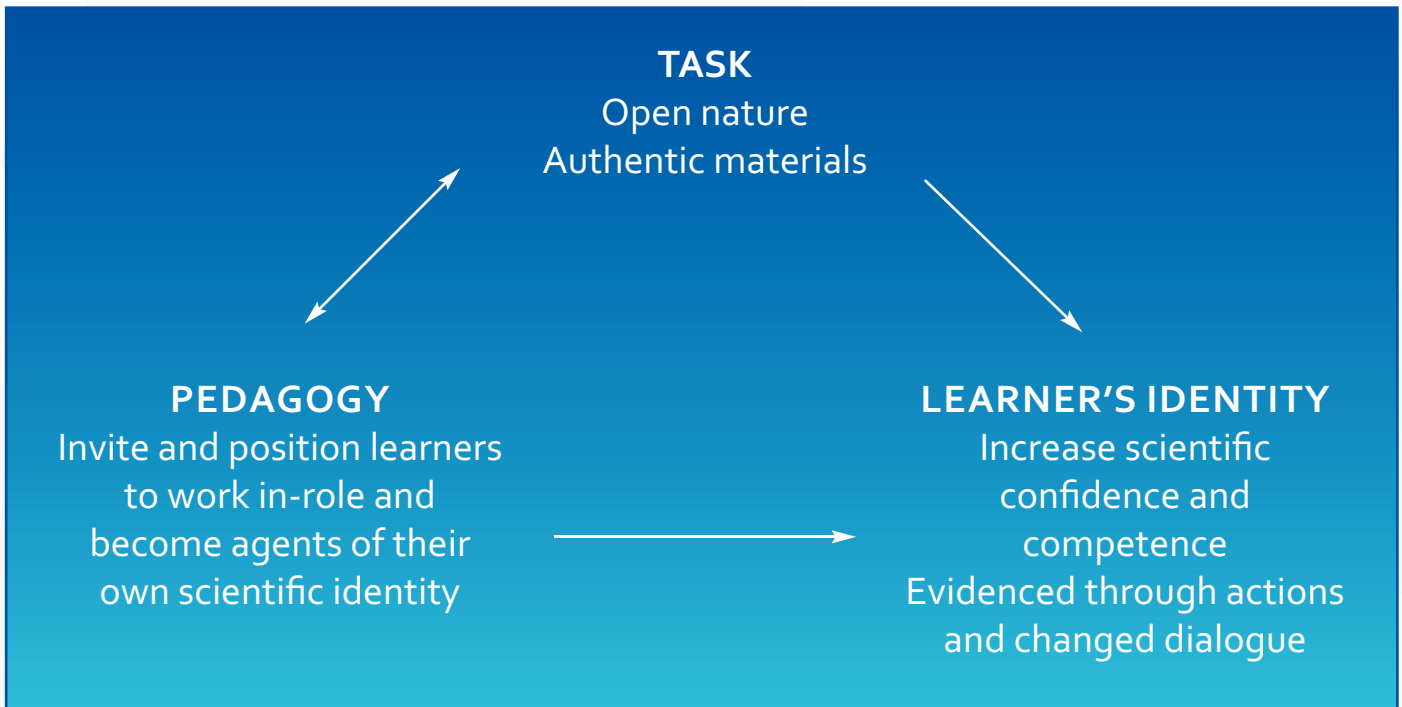 TASK
Open nature
Authentic materials
PEDAGOGY
Invite and position learners
to work in-role and
become agents of their
own scientific identity
LEARNER’S IDENTITY
Increase scientific
confidence and
competence
Evidenced through actions
and changed dialogue